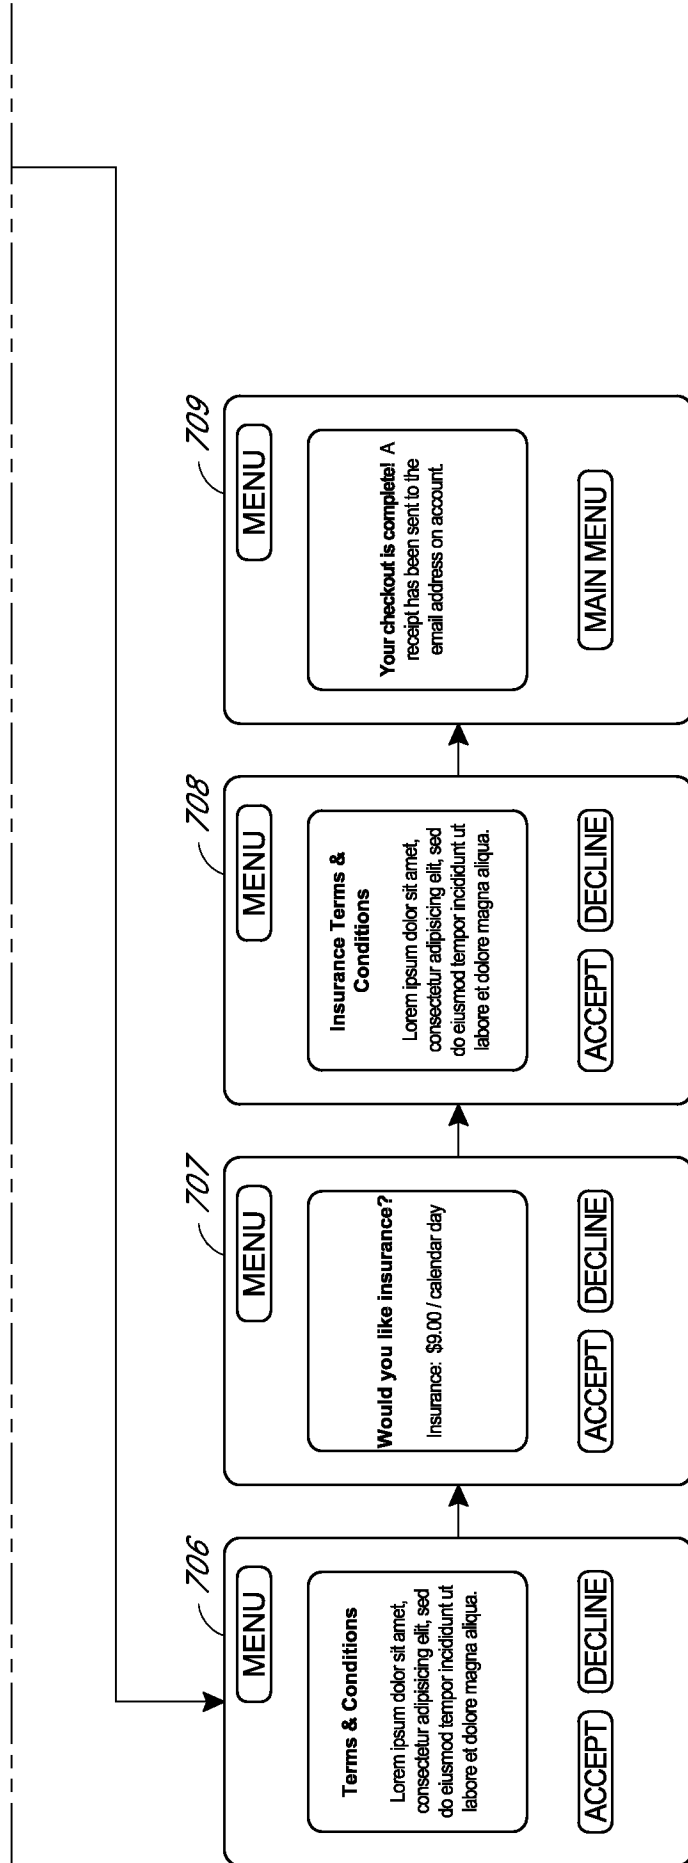 706
MENU
Terms & Conditions
Lorem ipsum dolor sit amet,
consectetur adipisicing elit, sed
do eiusmod tempor incididunt ut
labore et dolore magna aliqua.
ACCEPT DECLINE
707
MENU
Would you like insurance?
Insurance: $9.00 / calendar day
ACCEPT DECLINE
708
MENU
Insurance Terms &
Conditions
Lorem ipsum dolor sit amet,
consectetur adipisicing elit, sed
do eiusmod tempor incididunt ut
labore et dolore magna aliqua.
ACCEPT DECLINE
709
MENU
Your checkout is complete! A
receipt has been sent to the
email address on account.
MAIN MENU